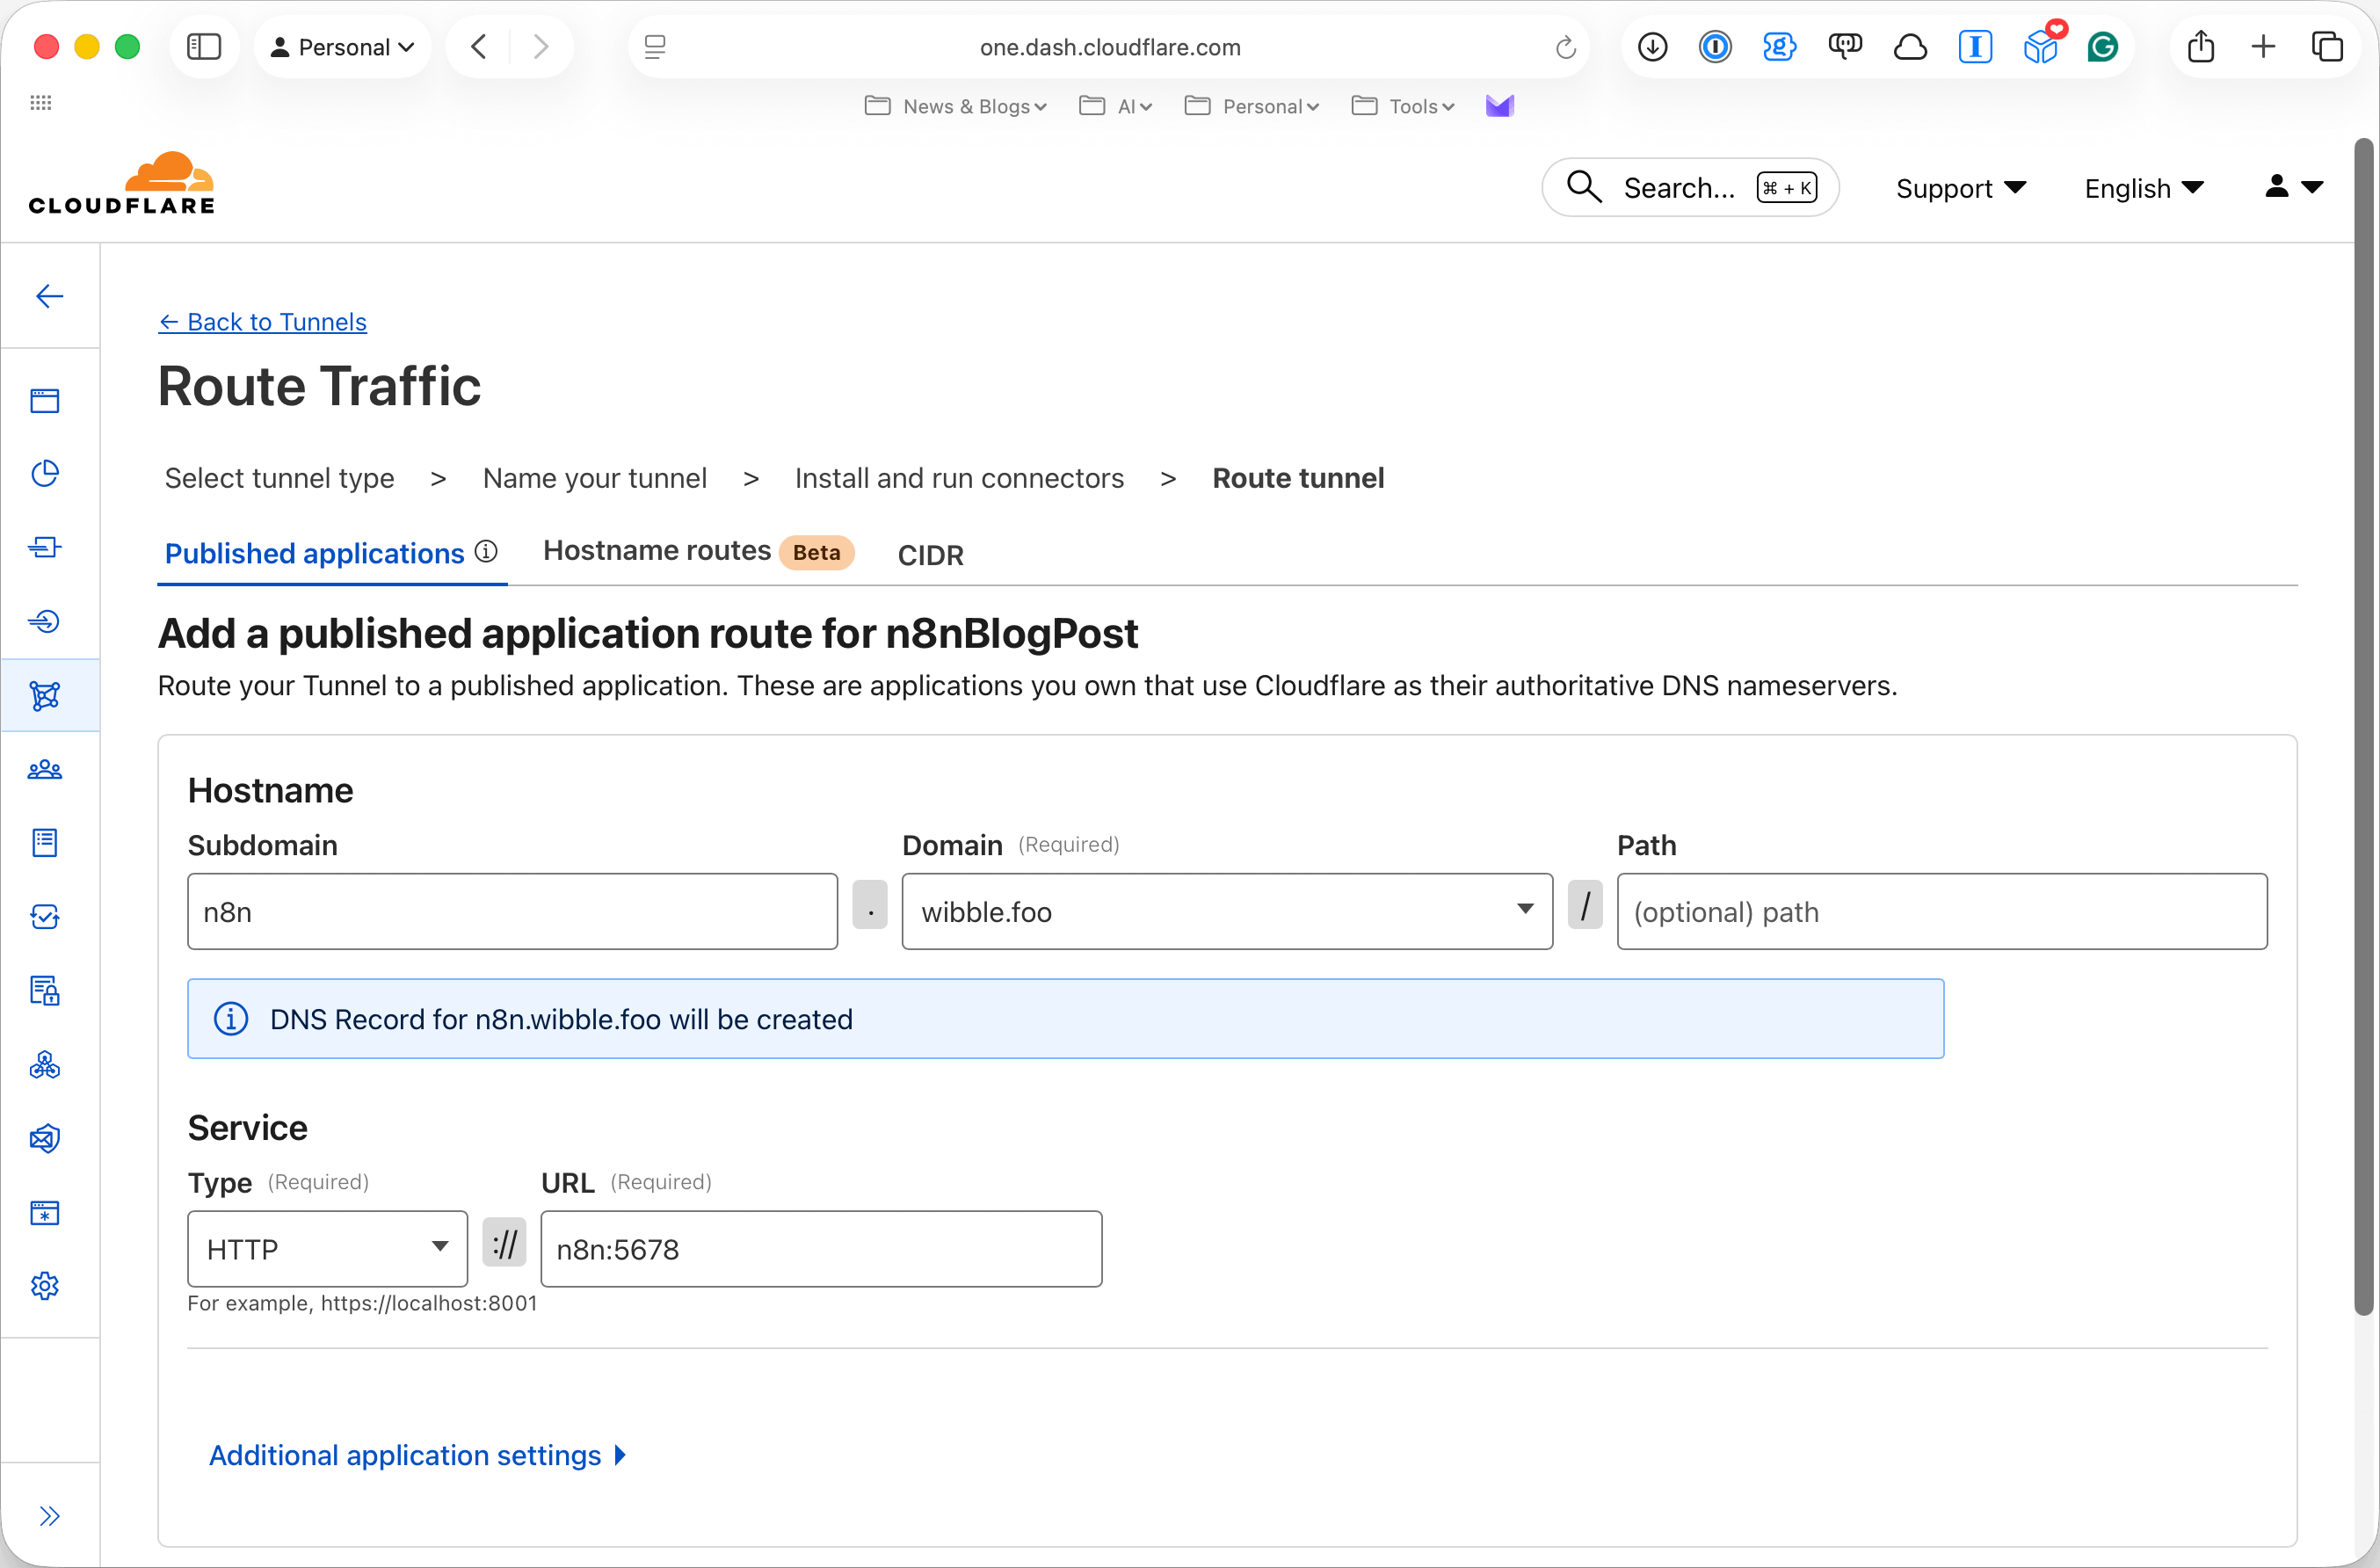 Personal
one.dash.cloudflare.com
News & Blogs
AI
Personal
Tools
CLOUDFLARE
Search... ⌘ + K
Support
English
← Back to Tunnels
Route Traffic
Select tunnel type > Name your tunnel > Install and run connectors > Route tunnel
Published applications
Hostname routes Beta
CIDR
Add a published application route for n8nBlogPost
Route your Tunnel to a published application. These are applications you own that use Cloudflare as their authoritative DNS nameservers.
Hostname
Subdomain
Domain (Required)
Path
n8n
.
wibble.foo
/
(optional) path
DNS Record for n8n.wibble.foo will be created
Service
Type (Required)
URL (Required)
HTTP
://
n8n:5678
For example, https://localhost:8001
Additional application settings